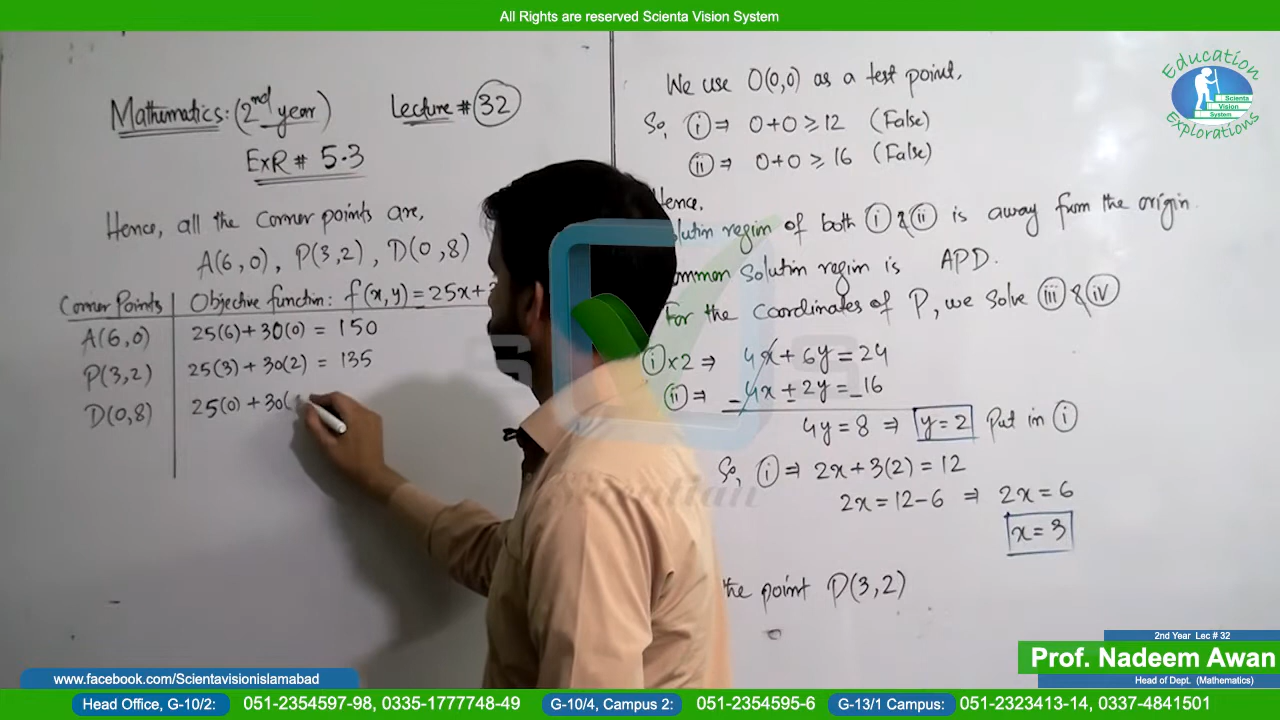 All Rights are reserved Scienta Vision System
Mathematics: (2nd year)
Lecture # 32
ExR # 5.3
Hence, all the Corner points are,
A(6,0), P(3,2), D(0,8)
Corner Points | Objective function: f(x,y) = 25x+
A(6,0) | 25(6) + 30(0) = 150
P(3,2) | 25(3) + 30(2) = 135
D(0,8) | 25(0) + 30(
We use O(0,0) as a test point.
So, (i) ⇒ 0+0 ≥ 12 (False)
(ii) ⇒ 0+0 ≥ 16 (False)
Hence,
region of both (i) & (ii) is away from the origin.
Solution region is APD.
For the coordinates of P, we solve (iii) & (iv)
(i) x2 ⇒ 4x + 6y = 24
(ii) ⇒ -4x ± 2y = -16
4y = 8 ⇒ y = 2 Put in (i)
So, (i) ⇒ 2x + 3(2) = 12
2x = 12 - 6 ⇒ 2x = 6
x = 3
the point P(3,2)
Education
Scienta
Vision
System
Explorations
2nd Year Lec # 32
Prof. Nadeem Awan
Head of Dept. (Mathematics)
www.facebook.com/Scientavisionislamabad
Head Office, G-10/2: 051-2354597-98, 0335-1777748-49 G-10/4, Campus 2: 051-2354595-6 G-13/1 Campus: 051-2323413-14, 0337-4841501